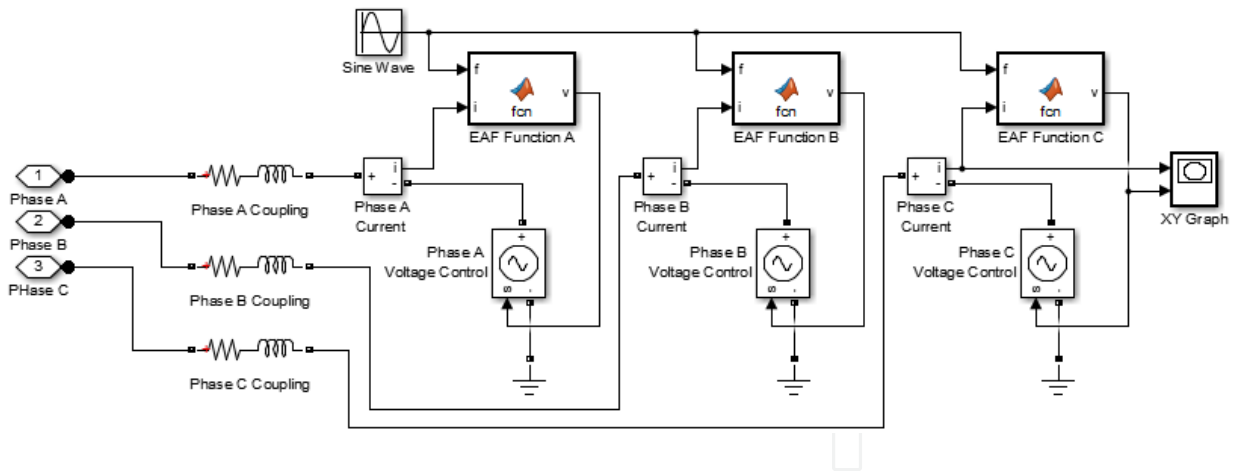 Sine Wave
f
i
v
fcn
EAF Function A
f
i
v
fcn
EAF Function B
f
i
v
fcn
EAF Function C
1
Phase A
2
Phase B
3
PHase C
Phase A Coupling
Phase B Coupling
Phase C Coupling
+
i
-
Phase A
Current
+
i
-
Phase B
Current
+
i
-
Phase C
Current
XY Graph
Phase A
Voltage Control
+
s
-
Phase B
Voltage Control
+
s
-
Phase C
Voltage Control
+
s
-